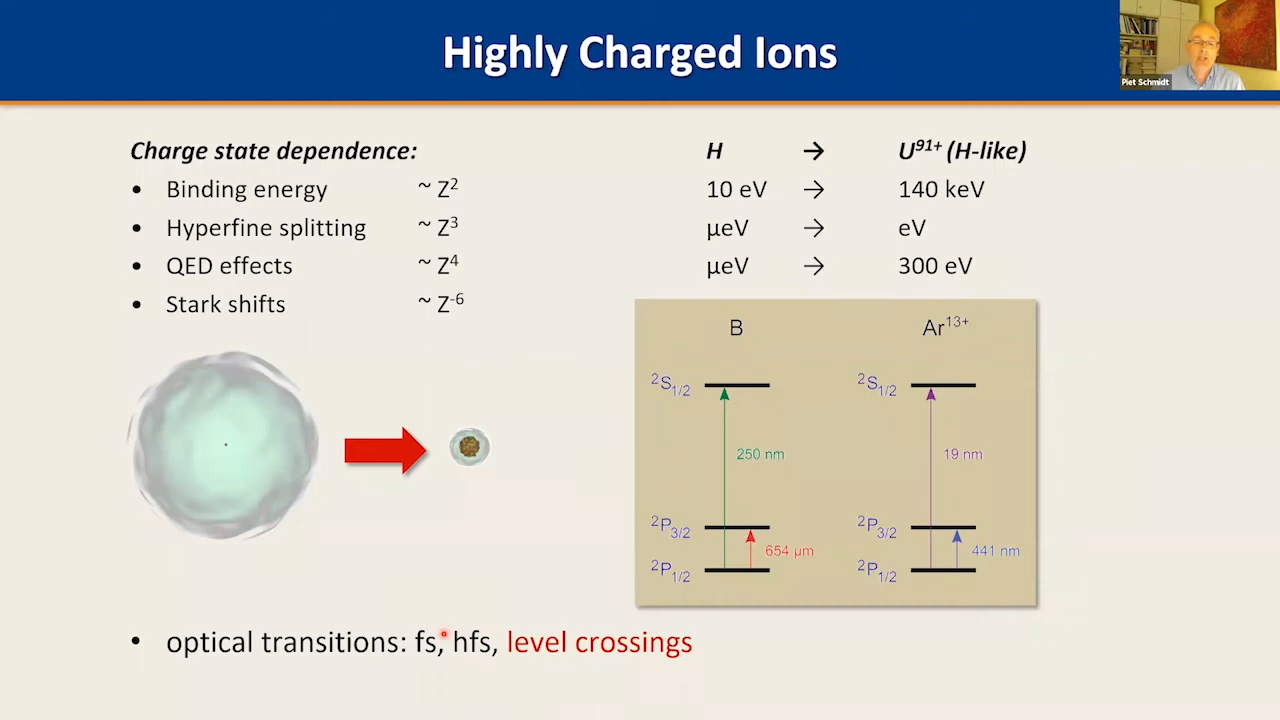 Highly Charged Ions
Piet Schmidt
Charge state dependence:
H → U⁹¹⁺ (H-like)
• Binding energy ~ Z² 10 eV → 140 keV
• Hyperfine splitting ~ Z³ µeV → eV
• QED effects ~ Z⁴ µeV → 300 eV
• Stark shifts ~ Z⁻⁶
B Ar¹³⁺
²S₁/₂ ²S₁/₂
250 nm 19 nm
²P₃/₂ ²P₃/₂
654 µm 441 nm
²P₁/₂ ²P₁/₂
• optical transitions: fs, hfs, level crossings